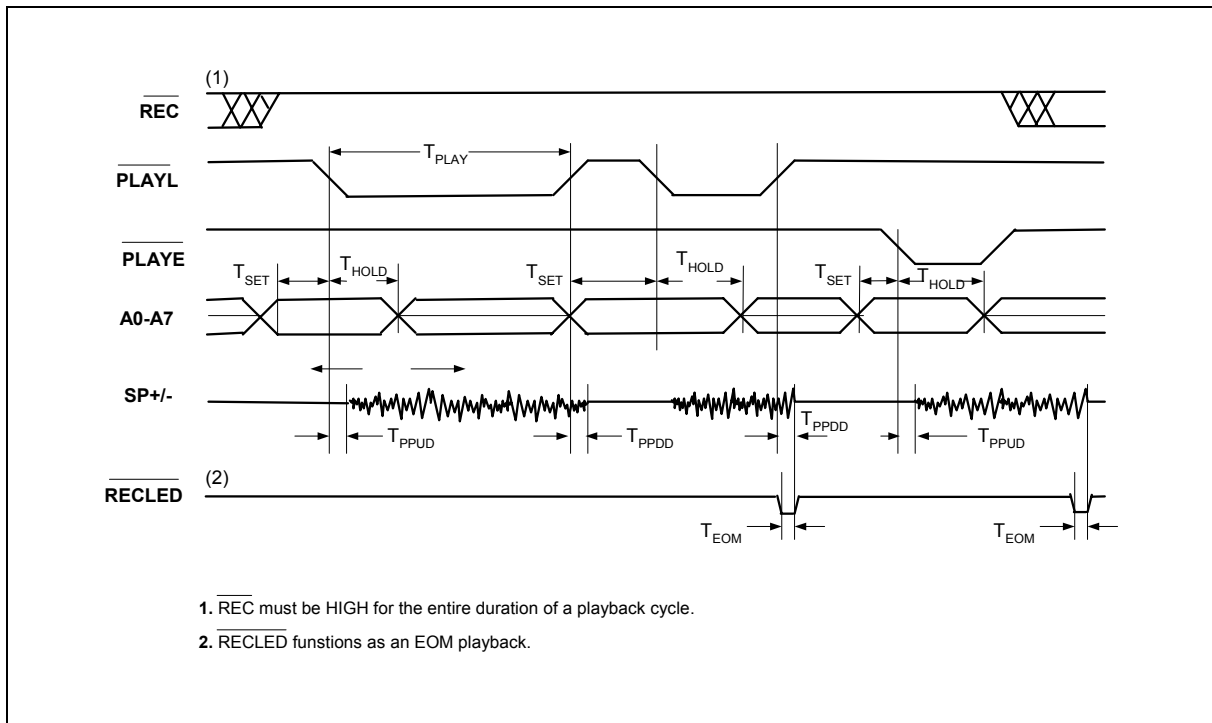 (1)
REC
T_PLAY
PLAYL
PLAYE
T_SET T_HOLD T_SET T_HOLD T_SET T_HOLD
A0-A7
SP+/-
T_PPUD T_PPDD T_PPDD T_PPUD
(2)
RECLED
T_EOM T_EOM
1. REC must be HIGH for the entire duration of a playback cycle.
2. RECLED funstions as an EOM playback.